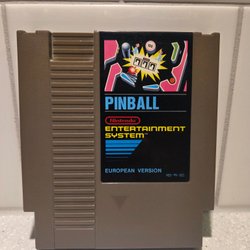 PINBALL
Nintendo
ENTERTAINMENT
SYSTEM
EUROPEAN VERSION